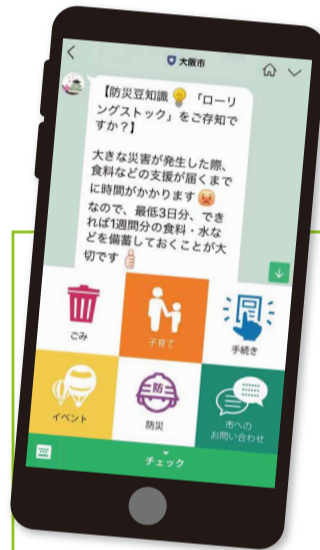 大阪市
【防災豆知識💡「ローリ
ングストック」をご存知で
すか？】
大きな災害が発生した際、
食料などの支援が届くまで
に時間がかかります😣
なので、最低3日分、でき
れば1週間分の食料・水な
どを備蓄しておくことが大
切です☝
ごみ
子育て
手続き
イベント
防
防災
市への
お問い合わせ
チェック